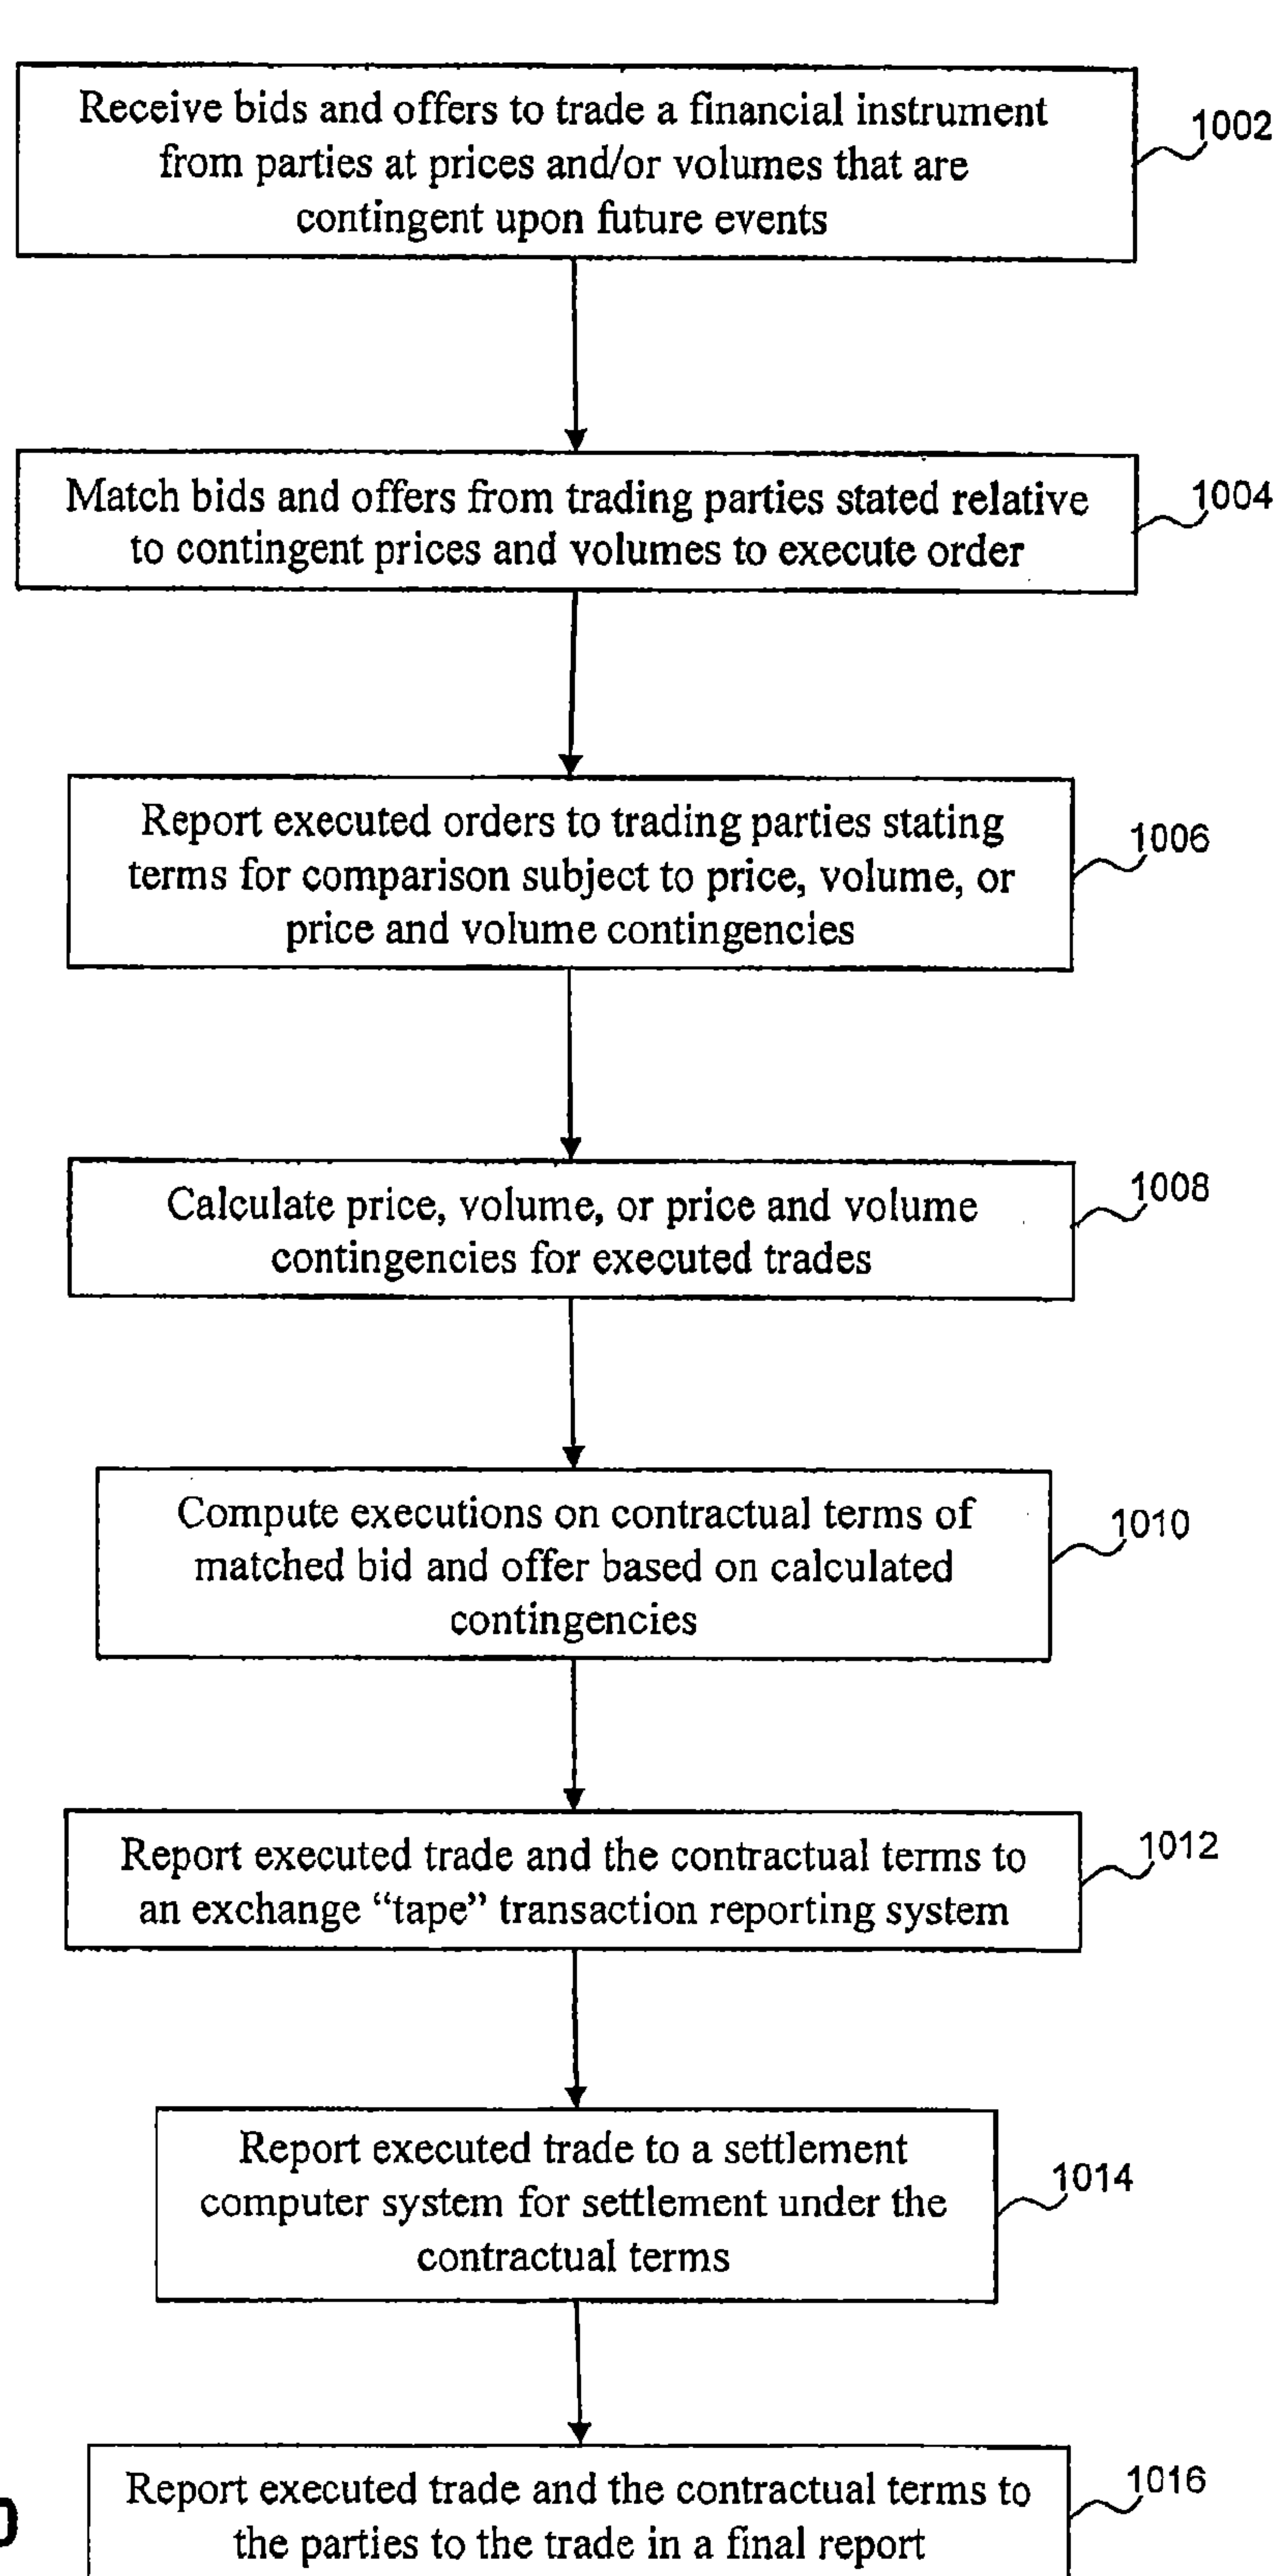 Receive bids and offers to trade a financial instrument
from parties at prices and/or volumes that are
contingent upon future events
1002
Match bids and offers from trading parties stated relative
to contingent prices and volumes to execute order
1004
Report executed orders to trading parties stating
terms for comparison subject to price, volume, or
price and volume contingencies
1006
Calculate price, volume, or price and volume
contingencies for executed trades
1008
Compute executions on contractual terms of
matched bid and offer based on calculated
contingencies
1010
Report executed trade and the contractual terms to
an exchange “tape” transaction reporting system
1012
Report executed trade to a settlement
computer system for settlement under the
contractual terms
1014
Report executed trade and the contractual terms to
the parties to the trade in a final report
1016